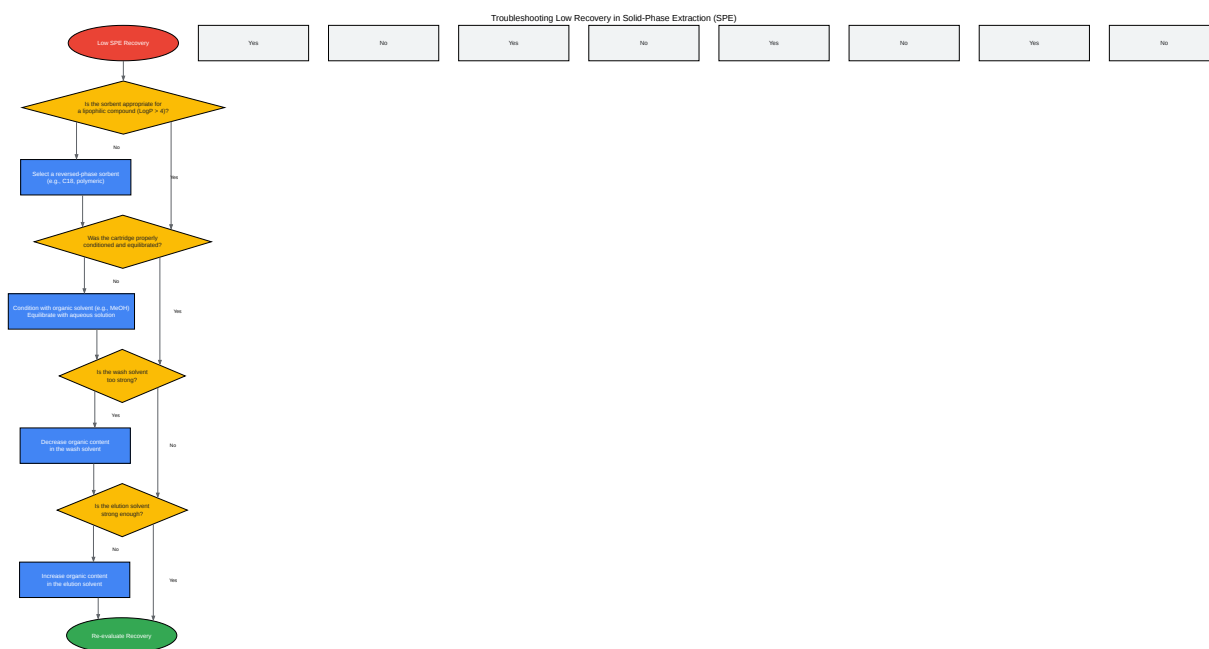 Troubleshooting Low Recovery in Solid-Phase Extraction (SPE)
Low SPE Recovery
Yes
No
Yes
No
Yes
No
Yes
No
Is the sorbent appropriate for
a lipophilic compound (LogP > 4)?
No
Select a reversed-phase sorbent
(e.g., C18, polymeric)
Yes
Was the cartridge properly
conditioned and equilibrated?
No
Condition with organic solvent (e.g., MeOH)
Equilibrate with aqueous solution
Yes
Is the wash solvent
too strong?
Yes
Decrease organic content
in the wash solvent
No
Is the elution solvent
strong enough?
No
Increase organic content
in the elution solvent
Yes
Re-evaluate Recovery